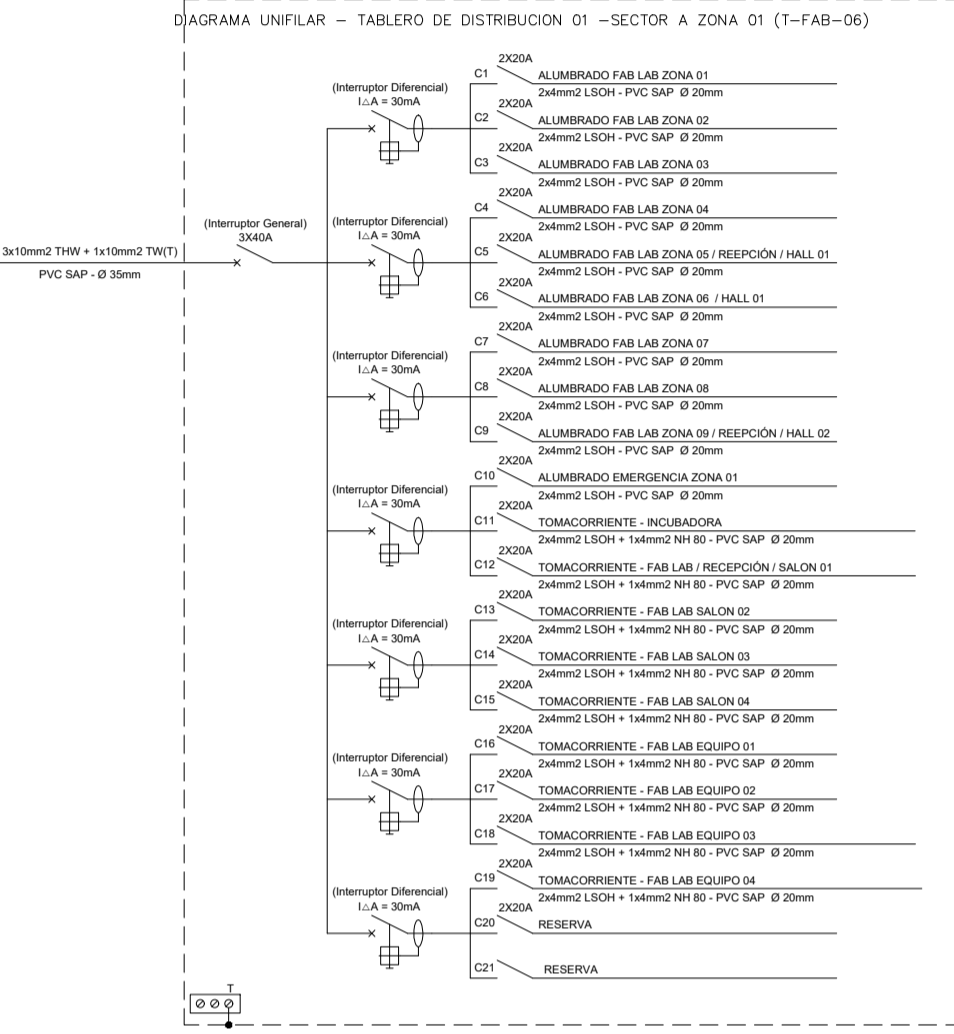 DIAGRAMA UNIFILAR – TABLERO DE DISTRIBUCION 01 –SECTOR A ZONA 01 (T–FAB–06)
3x10mm2 THW + 1x10mm2 TW(T)
PVC SAP - Ø 35mm
(Interruptor General)
3X40A
(Interruptor Diferencial)
I△A = 30mA
2X20A
C1 ALUMBRADO FAB LAB ZONA 01
2x4mm2 LSOH - PVC SAP Ø 20mm
2X20A
C2 ALUMBRADO FAB LAB ZONA 02
2x4mm2 LSOH - PVC SAP Ø 20mm
2X20A
C3 ALUMBRADO FAB LAB ZONA 03
2x4mm2 LSOH - PVC SAP Ø 20mm
(Interruptor Diferencial)
I△A = 30mA
2X20A
C4 ALUMBRADO FAB LAB ZONA 04
2x4mm2 LSOH - PVC SAP Ø 20mm
2X20A
C5 ALUMBRADO FAB LAB ZONA 05 / REEPCIÓN / HALL 01
2x4mm2 LSOH - PVC SAP Ø 20mm
2X20A
C6 ALUMBRADO FAB LAB ZONA 06 / HALL 01
2x4mm2 LSOH - PVC SAP Ø 20mm
(Interruptor Diferencial)
I△A = 30mA
2X20A
C7 ALUMBRADO FAB LAB ZONA 07
2x4mm2 LSOH - PVC SAP Ø 20mm
2X20A
C8 ALUMBRADO FAB LAB ZONA 08
2x4mm2 LSOH - PVC SAP Ø 20mm
2X20A
C9 ALUMBRADO FAB LAB ZONA 09 / REEPCIÓN / HALL 02
2x4mm2 LSOH - PVC SAP Ø 20mm
(Interruptor Diferencial)
I△A = 30mA
2X20A
C10 ALUMBRADO EMERGENCIA ZONA 01
2x4mm2 LSOH - PVC SAP Ø 20mm
2X20A
C11 TOMACORRIENTE - INCUBADORA
2x4mm2 LSOH + 1x4mm2 NH 80 - PVC SAP Ø 20mm
2X20A
C12 TOMACORRIENTE - FAB LAB / RECEPCIÓN / SALON 01
2x4mm2 LSOH + 1x4mm2 NH 80 - PVC SAP Ø 20mm
(Interruptor Diferencial)
I△A = 30mA
2X20A
C13 TOMACORRIENTE - FAB LAB SALON 02
2x4mm2 LSOH + 1x4mm2 NH 80 - PVC SAP Ø 20mm
2X20A
C14 TOMACORRIENTE - FAB LAB SALON 03
2x4mm2 LSOH + 1x4mm2 NH 80 - PVC SAP Ø 20mm
2X20A
C15 TOMACORRIENTE - FAB LAB SALON 04
2x4mm2 LSOH + 1x4mm2 NH 80 - PVC SAP Ø 20mm
(Interruptor Diferencial)
I△A = 30mA
2X20A
C16 TOMACORRIENTE - FAB LAB EQUIPO 01
2x4mm2 LSOH + 1x4mm2 NH 80 - PVC SAP Ø 20mm
2X20A
C17 TOMACORRIENTE - FAB LAB EQUIPO 02
2x4mm2 LSOH + 1x4mm2 NH 80 - PVC SAP Ø 20mm
2X20A
C18 TOMACORRIENTE - FAB LAB EQUIPO 03
2x4mm2 LSOH + 1x4mm2 NH 80 - PVC SAP Ø 20mm
(Interruptor Diferencial)
I△A = 30mA
2X20A
C19 TOMACORRIENTE - FAB LAB EQUIPO 04
2x4mm2 LSOH + 1x4mm2 NH 80 - PVC SAP Ø 20mm
2X20A
C20 RESERVA
C21 RESERVA
T